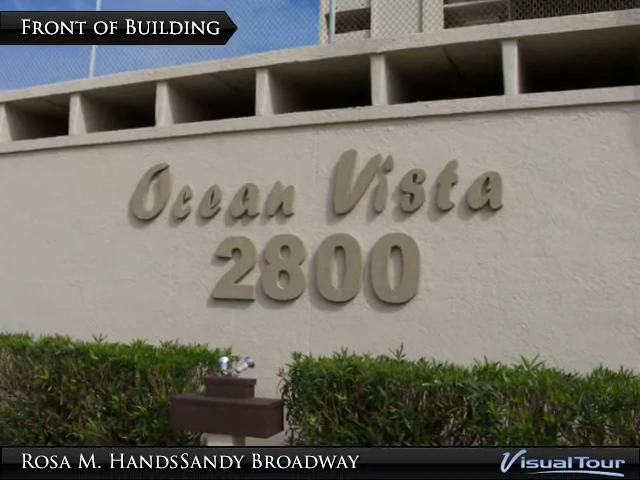 FRONT OF BUILDING
Ocean Vista
2800
ROSA M. HANDSSANDY BROADWAY
VISUALTOUR